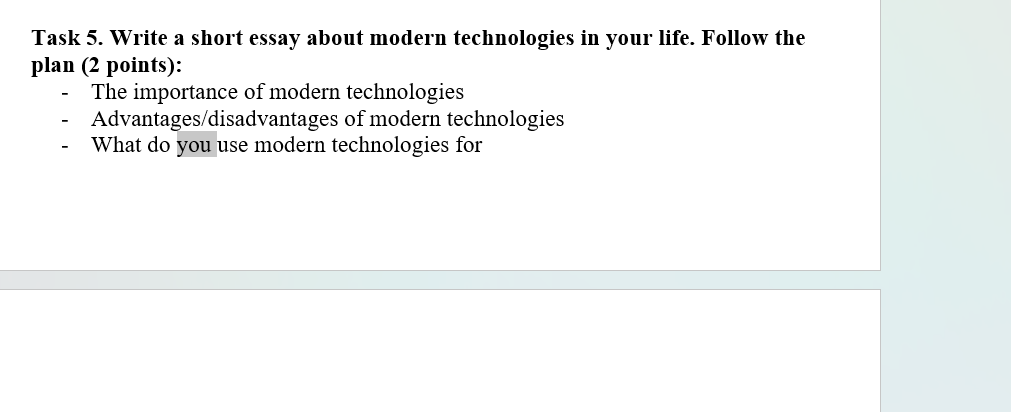 Task 5. Write a short essay about modern technologies in your life. Follow the
plan (2 points):
- The importance of modern technologies
- Advantages/disadvantages of modern technologies
- What do you use modern technologies for